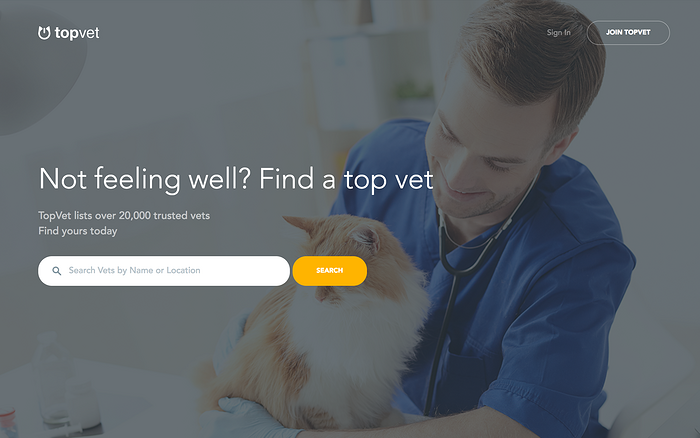 topvet
Sign In
JOIN TOPVET
Not feeling well? Find a top vet
TopVet lists over 20,000 trusted vets
Find yours today
Search Vets by Name or Location
SEARCH